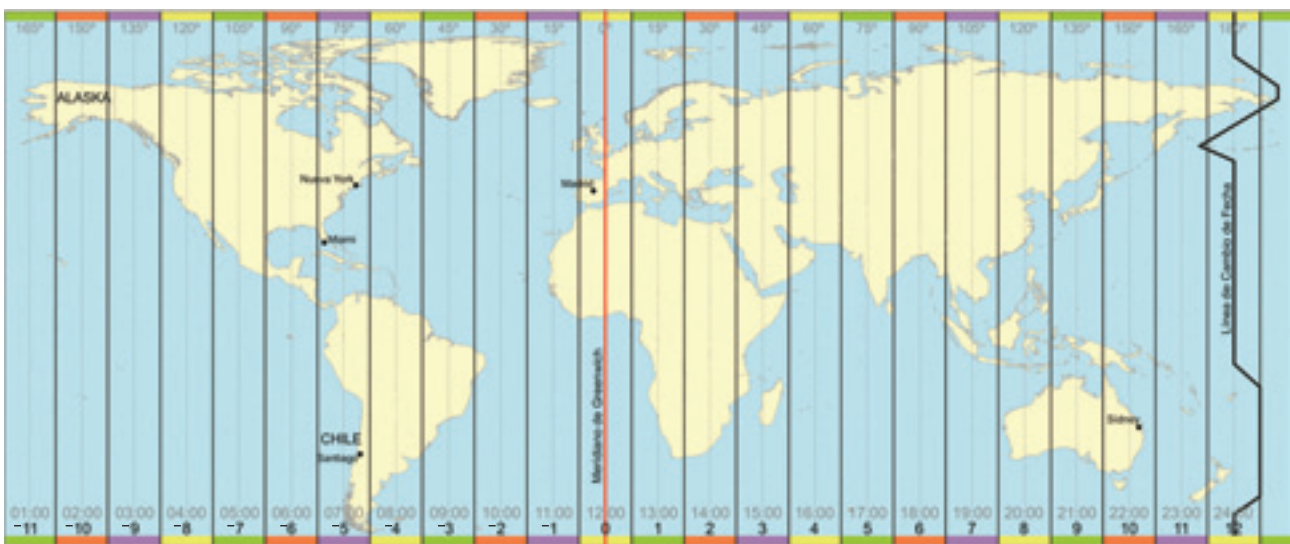 165° 150° 135° 120° 105° 90° 75° 60° 45° 30° 15° 0° 15° 30° 45° 60° 75° 90° 105° 120° 135° 150° 165° 180°
ALASKA
Nueva York
Madrid
Miami
Línea de Cambio de Fecha
Meridiano de Greenwich
Sidney
CHILE
Santiago
01:00 02:00 03:00 04:00 05:00 06:00 07:00 08:00 09:00 10:00 11:00 12:00 13:00 14:00 15:00 16:00 17:00 18:00 19:00 20:00 21:00 22:00 23:00 24:00
−11 −10 −9 −8 −7 −6 −5 −4 −3 −2 −1 0 1 2 3 4 5 6 7 8 9 10 11 12